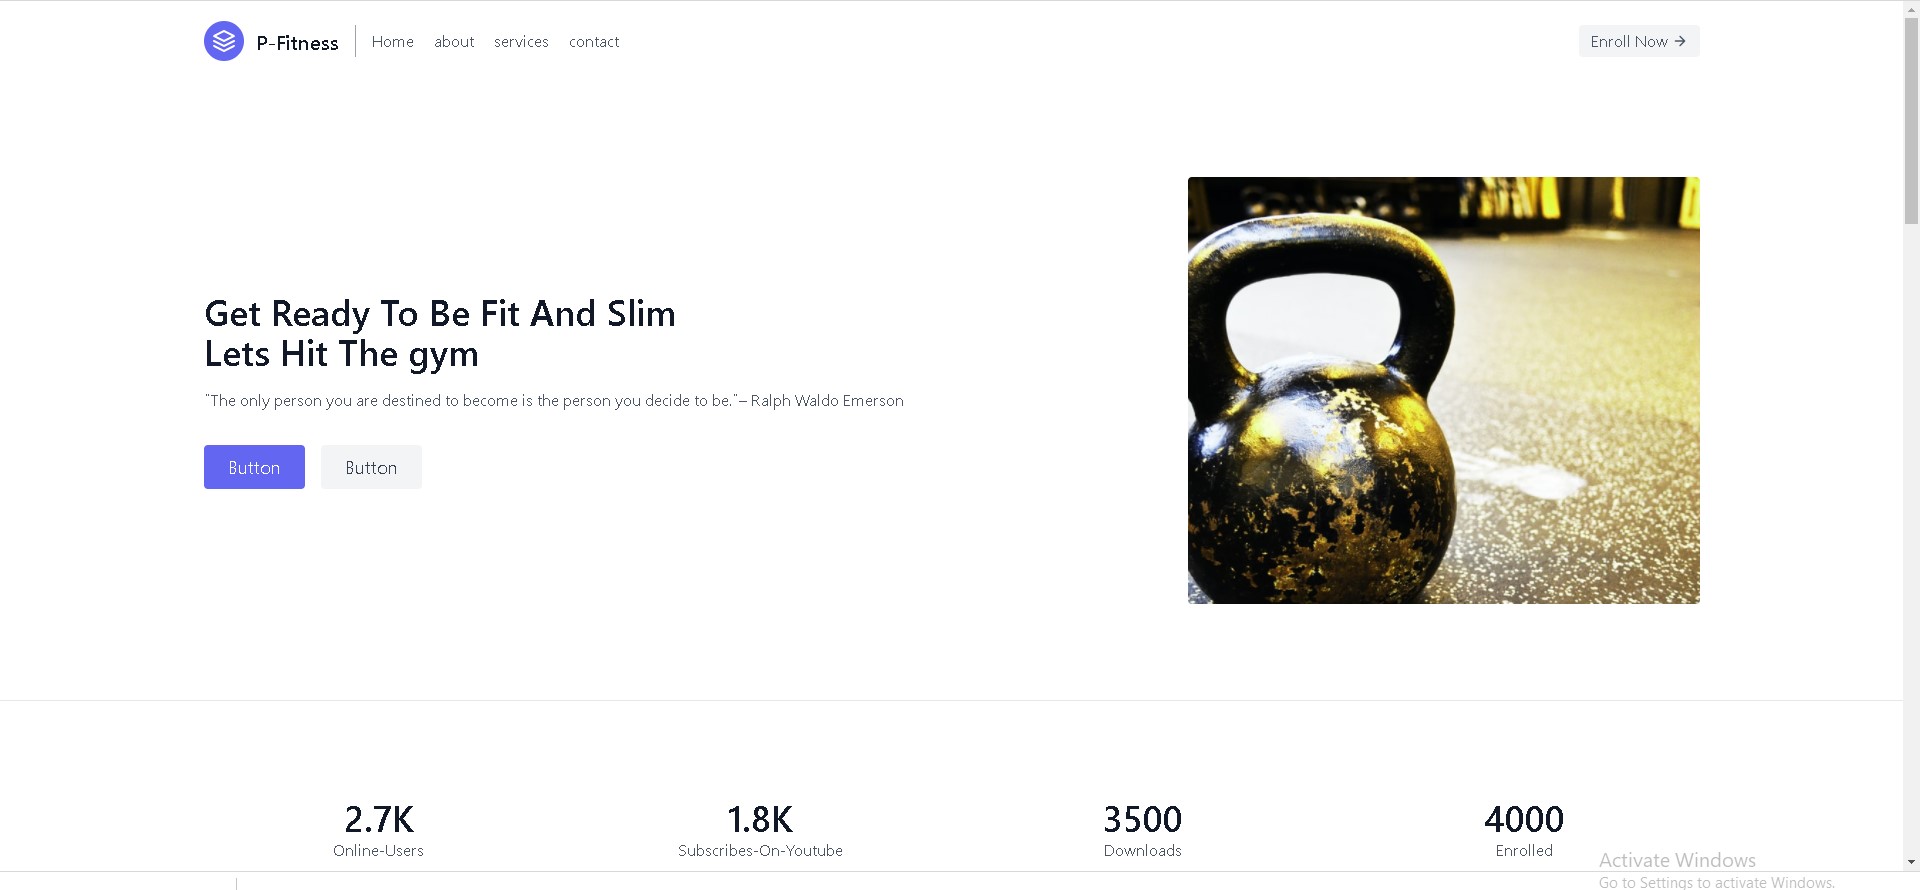 P-Fitness
Home about services contact
Enroll Now →
Get Ready To Be Fit And Slim
Lets Hit The gym
"The only person you are destined to become is the person you decide to be."– Ralph Waldo Emerson
Button Button
2.7K 1.8K 3500 4000
Online-Users Subscribes-On-Youtube Downloads Enrolled
Activate Windows
Go to Settings to activate Windows.